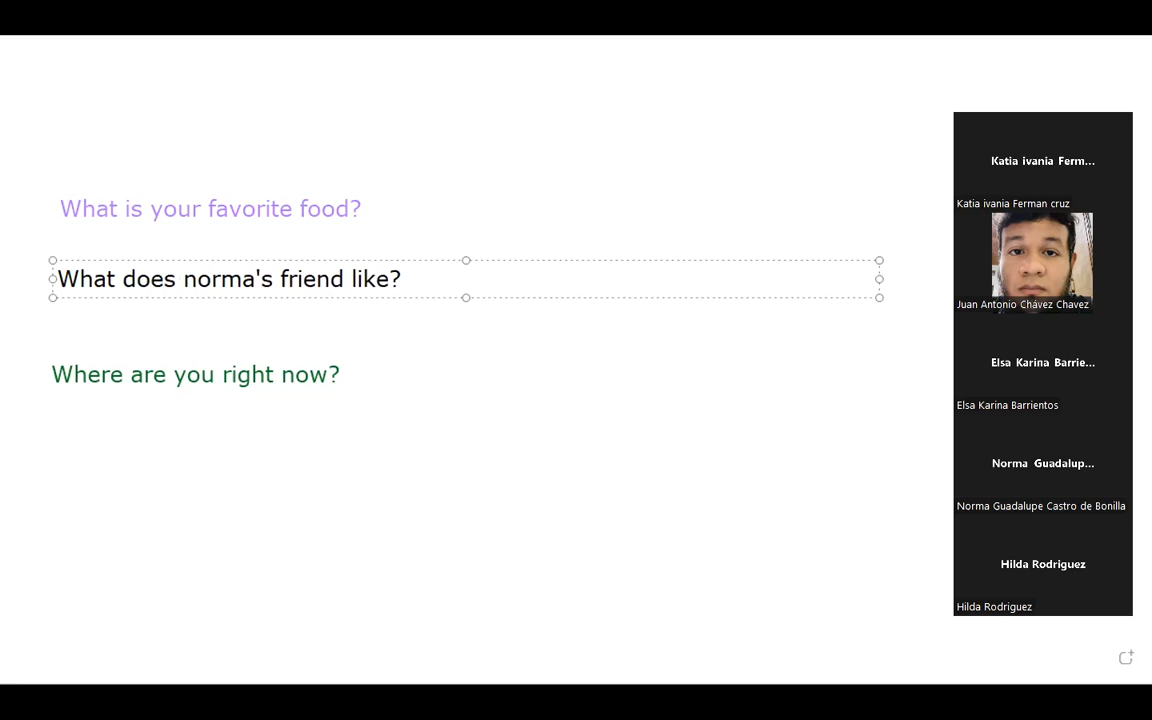 What is your favorite food?
What does norma's friend like?
Where are you right now?
Katia ivania Ferm...
Katia ivania Ferman cruz
Juan Antonio Chávez Chavez
Elsa Karina Barrie...
Elsa Karina Barrientos
Norma Guadalup...
Norma Guadalupe Castro de Bonilla
Hilda Rodriguez
Hilda Rodriguez